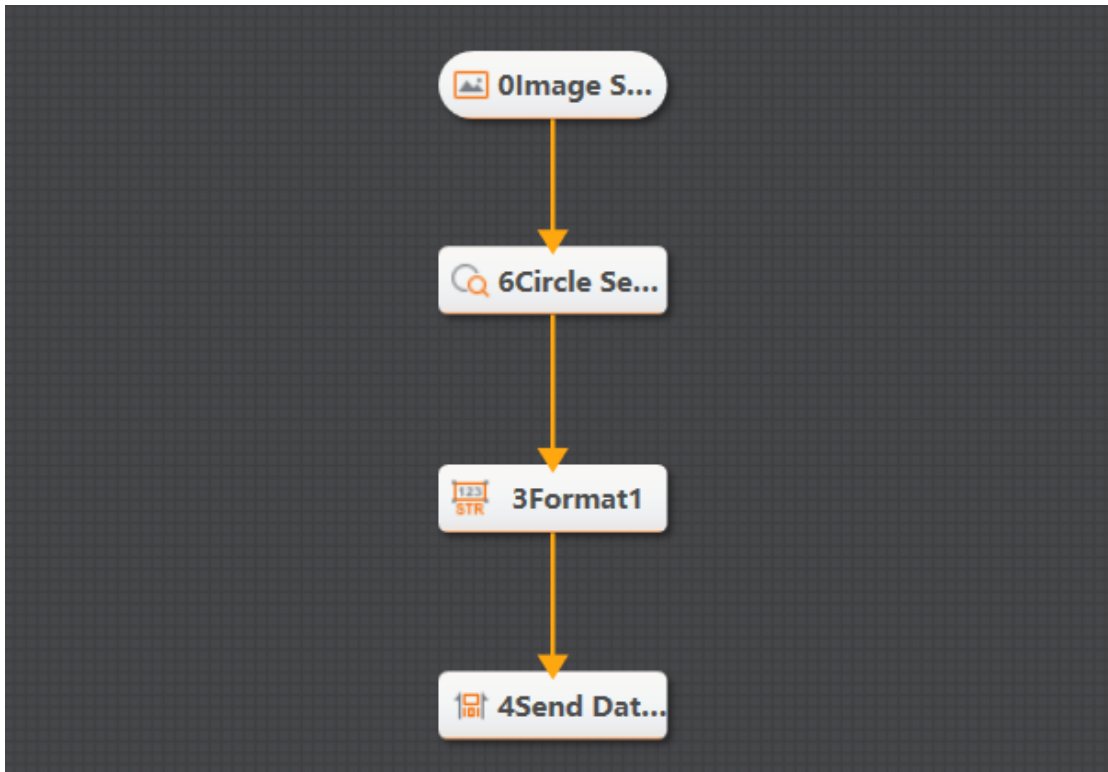 0Image S...
6Circle Se...
123
STR
3Format1
4Send Dat...